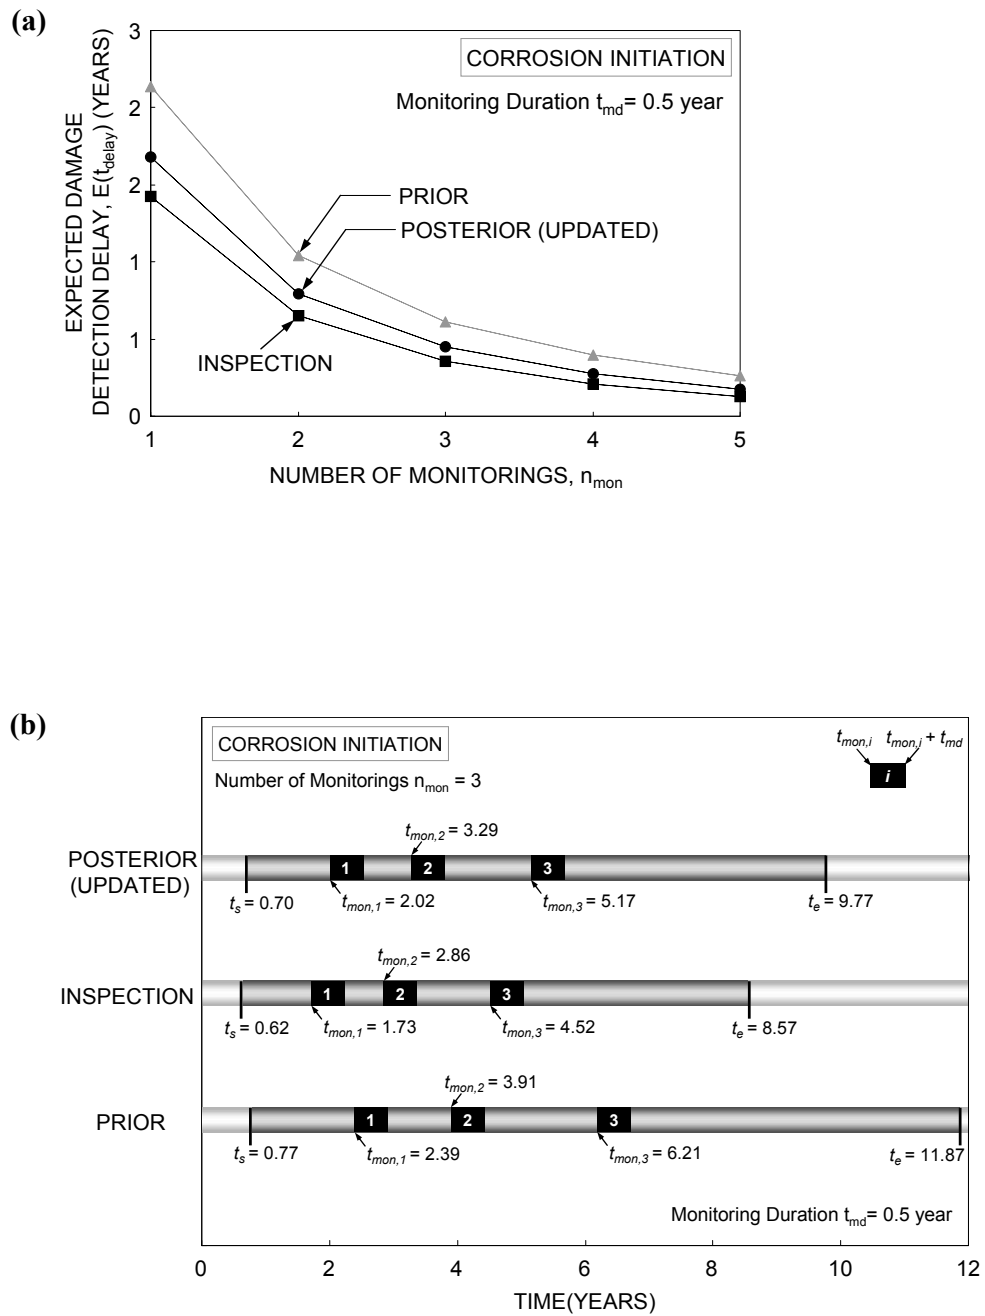 (a)
3
2
2
1
1
0
EXPECTED DAMAGE
DETECTION DELAY, E(t_delay) (YEARS)
CORROSION INITIATION
Monitoring Duration t_md= 0.5 year
PRIOR
POSTERIOR (UPDATED)
INSPECTION
1 2 3 4 5
NUMBER OF MONITORINGS, n_mon
(b)
CORROSION INITIATION
Number of Monitorings n_mon = 3
t_mon,i t_mon,i + t_md
i
POSTERIOR
(UPDATED)
t_mon,2 = 3.29
1 2 3
t_s = 0.70 t_mon,1 = 2.02 t_mon,3 = 5.17 t_e = 9.77
INSPECTION
t_mon,2 = 2.86
1 2 3
t_s = 0.62 t_mon,1 = 1.73 t_mon,3 = 4.52 t_e = 8.57
PRIOR
t_mon,2 = 3.91
1 2 3
t_s = 0.77 t_mon,1 = 2.39 t_mon,3 = 6.21 t_e = 11.87
Monitoring Duration t_md= 0.5 year
0 2 4 6 8 10 12
TIME(YEARS)